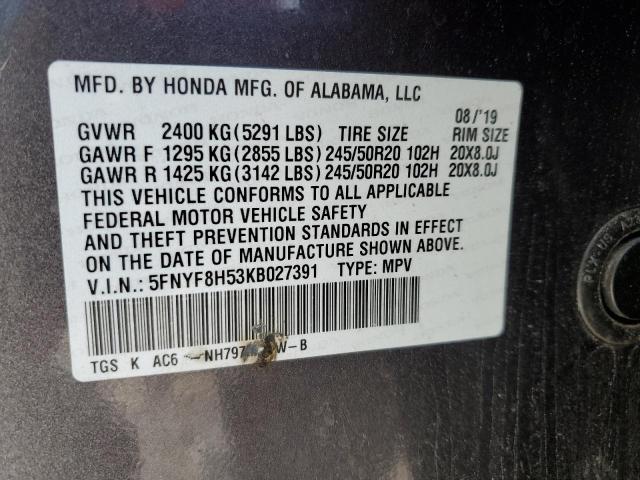 MFD. BY HONDA MFG. OF ALABAMA, LLC
08/'19
GVWR 2400 KG(5291 LBS) TIRE SIZE RIM SIZE
GAWR F 1295 KG(2855 LBS)245/50R20 102H 20X8.0J
GAWR R 1425 KG(3142 LBS)245/50R20 102H 20X8.0J
THIS VEHICLE CONFORMS TO ALL APPLICABLE
FEDERAL MOTOR VEHICLE SAFETY
AND THEFT PREVENTION STANDARDS IN EFFECT
ON THE DATE OF MANUFACTURE SHOWN ABOVE.
V.I.N.: 5FNYF8H53KB027391 TYPE: MPV
TGS K AC6